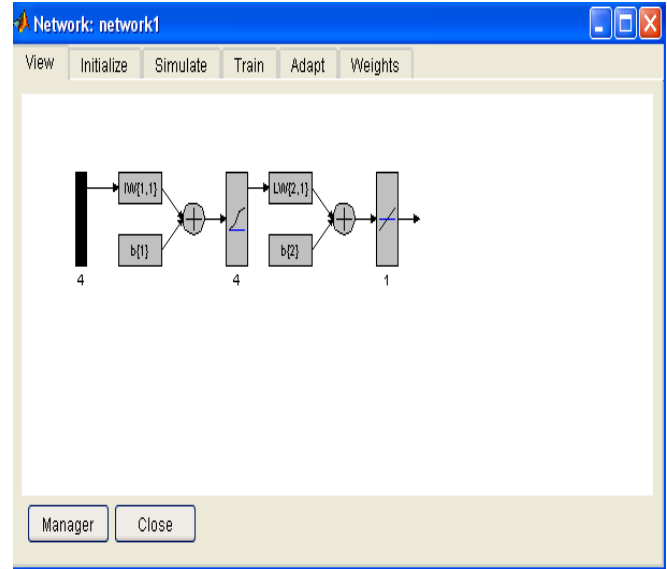 Network: network1
View Initialize Simulate Train Adapt Weights
IW{1,1} LW{2,1}
b{1} b{2}
4 4 1
Manager Close